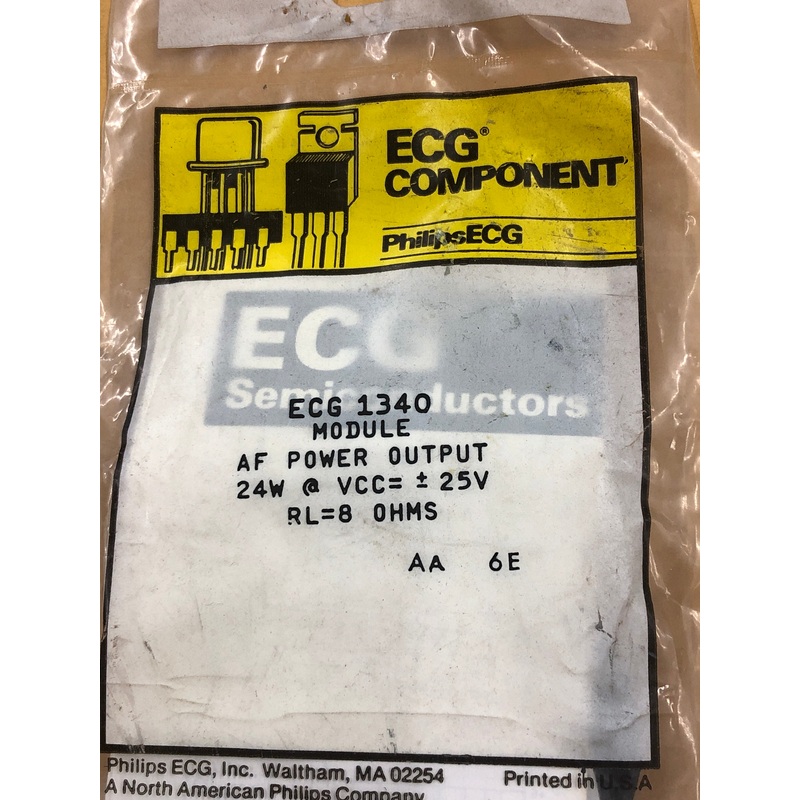 ECG®
COMPONENT
PhilipsECG
ECG
Semiconductors
ECG 1340
MODULE
AF POWER OUTPUT
24W @ VCC= ± 25V
RL=8 OHMS
AA 6E
Philips ECG, Inc. Waltham, MA 02254
Printed in U.S.A
A North American Philips Company